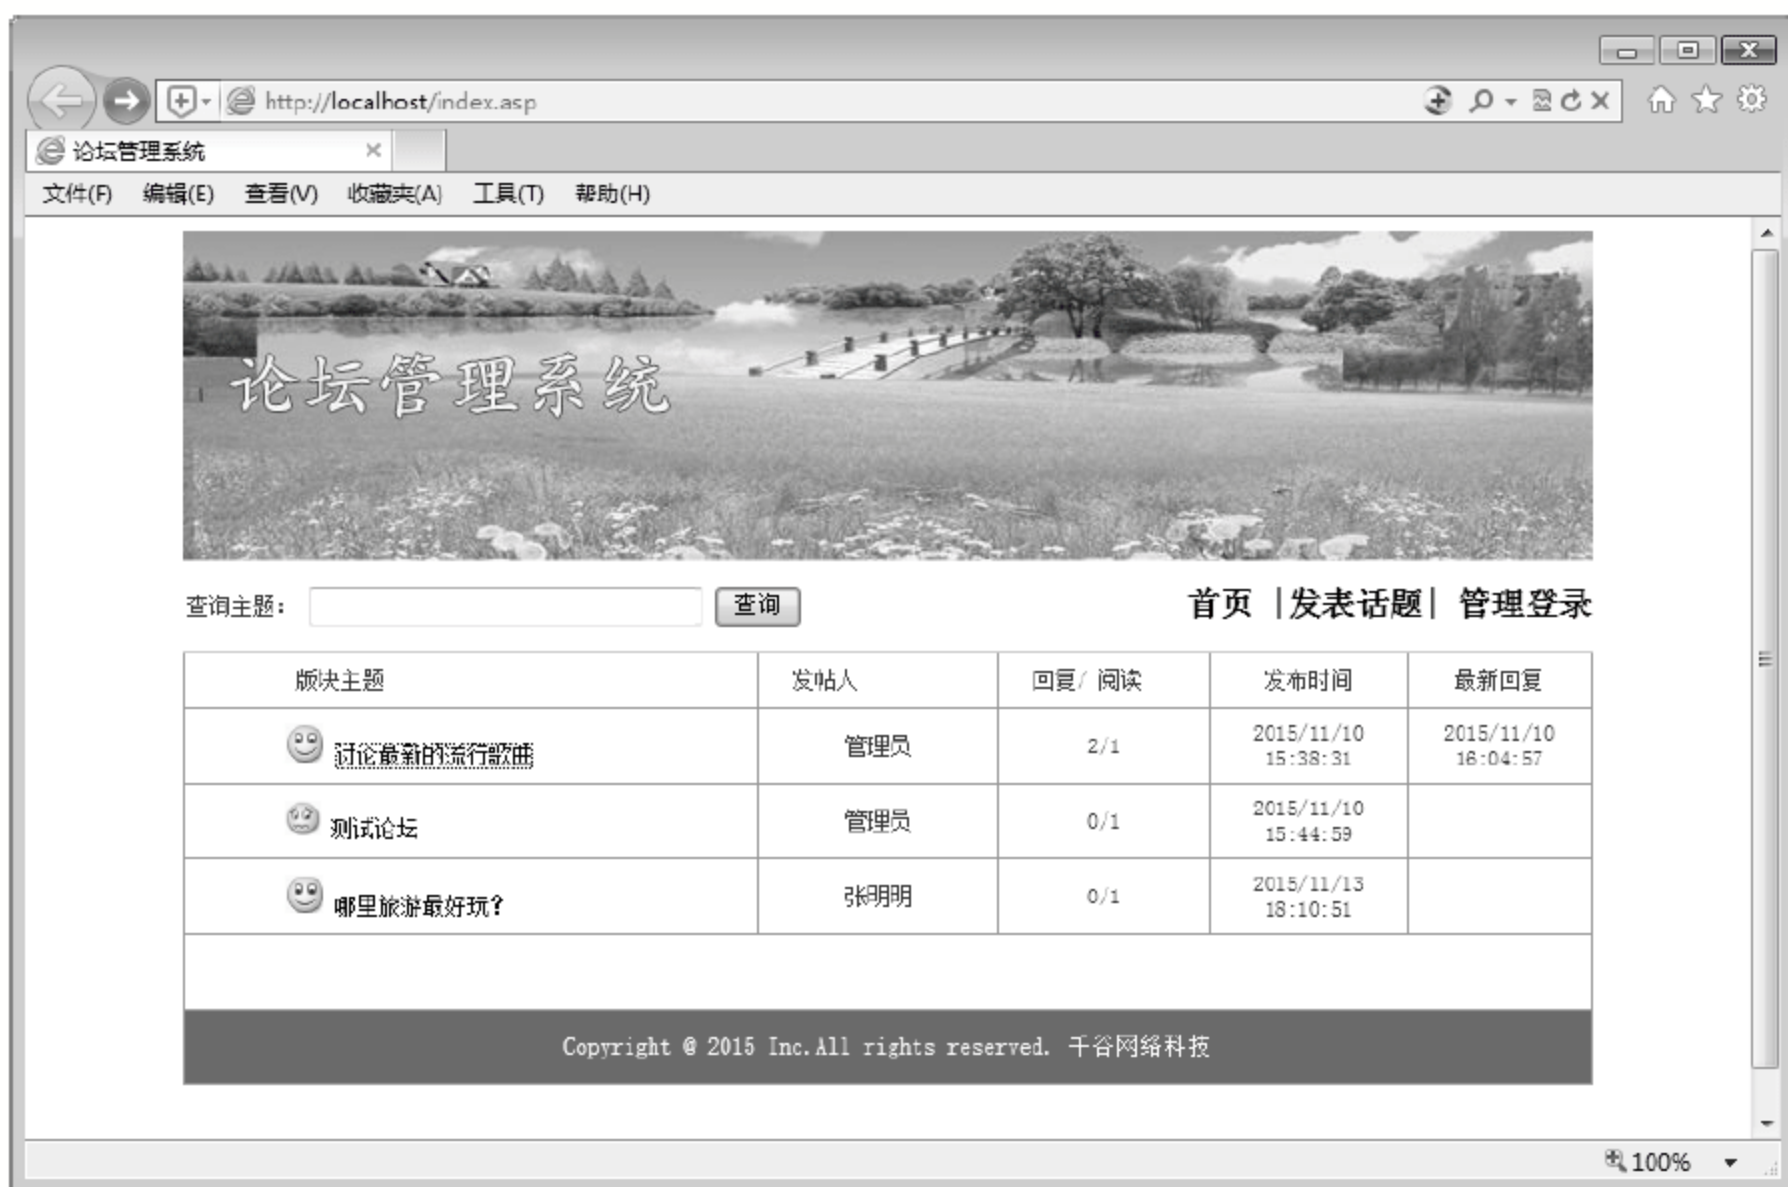 http://localhost/index.asp
论坛管理系统
文件(F) 编辑(E) 查看(V) 收藏夹(A) 工具(T) 帮助(H)
论坛管理系统
查询主题： 查询 首页 |发表话题| 管理登录
版块主题 发帖人 回复/ 阅读 发布时间 最新回复
讨论最新的流行歌曲 管理员 2/1 2015/11/10 15:38:31 2015/11/10 16:04:57
测试论坛 管理员 0/1 2015/11/10 15:44:59
哪里旅游最好玩? 张明明 0/1 2015/11/13 18:10:51
Copyright @ 2015 Inc.All rights reserved. 千谷网络科技
100%